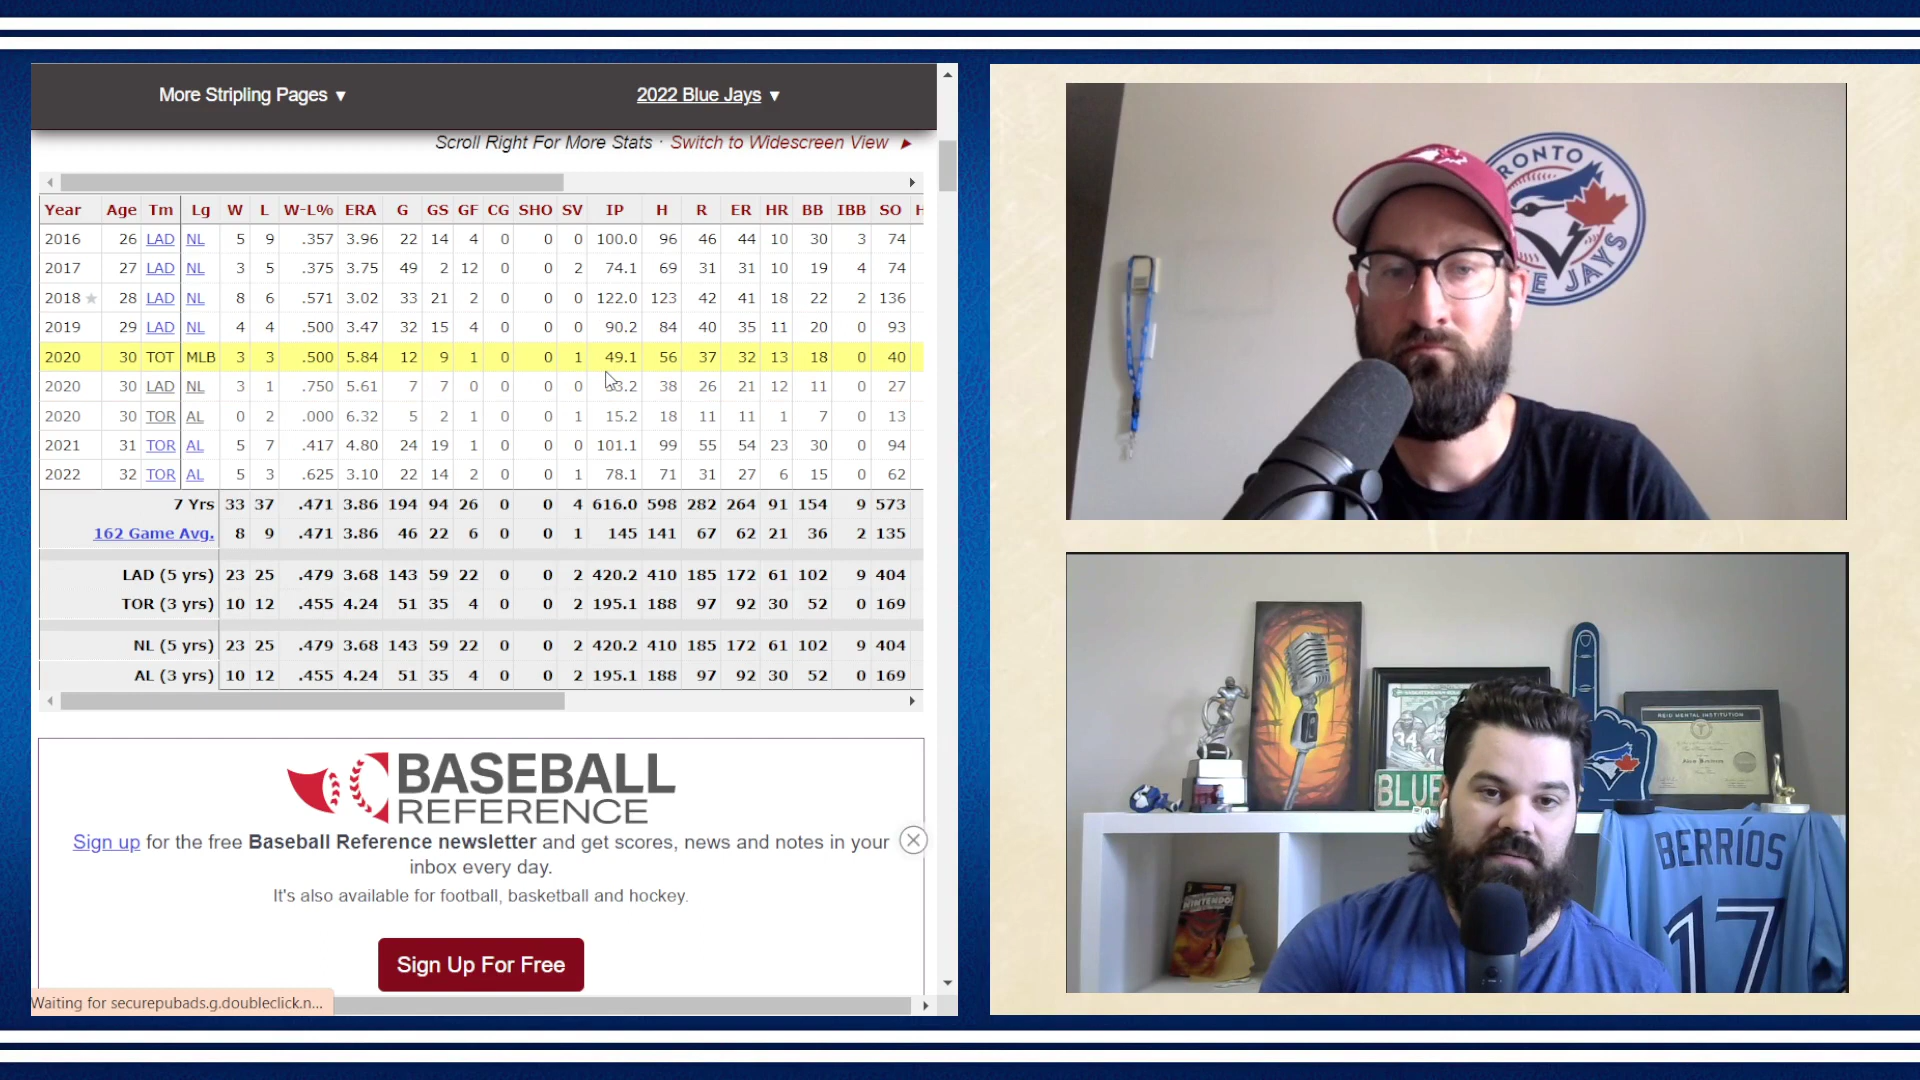 More Stripling Pages ▼ 2022 Blue Jays ▼
Scroll Right For More Stats · Switch to Widescreen View ►
Year Age Tm Lg W L W-L% ERA G GS GF CG SHO SV IP H R ER HR BB IBB SO H
2016 26 LAD NL 5 9 .357 3.96 22 14 4 0 0 0 100.0 96 46 44 10 30 3 74
2017 27 LAD NL 3 5 .375 3.75 49 2 12 0 0 2 74.1 69 31 31 10 19 4 74
2018 ★ 28 LAD NL 8 6 .571 3.02 33 21 2 0 0 0 122.0 123 42 41 18 22 2 136
2019 29 LAD NL 4 4 .500 3.47 32 15 4 0 0 0 90.2 84 40 35 11 20 0 93
2020 30 TOT MLB 3 3 .500 5.84 12 9 1 0 0 1 49.1 56 37 32 13 18 0 40
2020 30 LAD NL 3 1 .750 5.61 7 7 0 0 0 0 3.2 38 26 21 12 11 0 27
2020 30 TOR AL 0 2 .000 6.32 5 2 1 0 0 1 15.2 18 11 11 1 7 0 13
2021 31 TOR AL 5 7 .417 4.80 24 19 1 0 0 0 101.1 99 55 54 23 30 0 94
2022 32 TOR AL 5 3 .625 3.10 22 14 2 0 0 1 78.1 71 31 27 6 15 0 62
7 Yrs 33 37 .471 3.86 194 94 26 0 0 4 616.0 598 282 264 91 154 9 573
162 Game Avg. 8 9 .471 3.86 46 22 6 0 0 1 145 141 67 62 21 36 2 135
LAD (5 yrs) 23 25 .479 3.68 143 59 22 0 0 2 420.2 410 185 172 61 102 9 404
TOR (3 yrs) 10 12 .455 4.24 51 35 4 0 0 2 195.1 188 97 92 30 52 0 169
NL (5 yrs) 23 25 .479 3.68 143 59 22 0 0 2 420.2 410 185 172 61 102 9 404
AL (3 yrs) 10 12 .455 4.24 51 35 4 0 0 2 195.1 188 97 92 30 52 0 169
BASEBALL
REFERENCE
Sign up for the free Baseball Reference newsletter and get scores, news and notes in your
inbox every day.
It's also available for football, basketball and hockey.
Sign Up For Free
Waiting for securepubads.g.doubleclick.n...
RONTO
E JAYS
BLUE
MENTAL INSTITUTION
NINTENDO
BERRÍOS
17